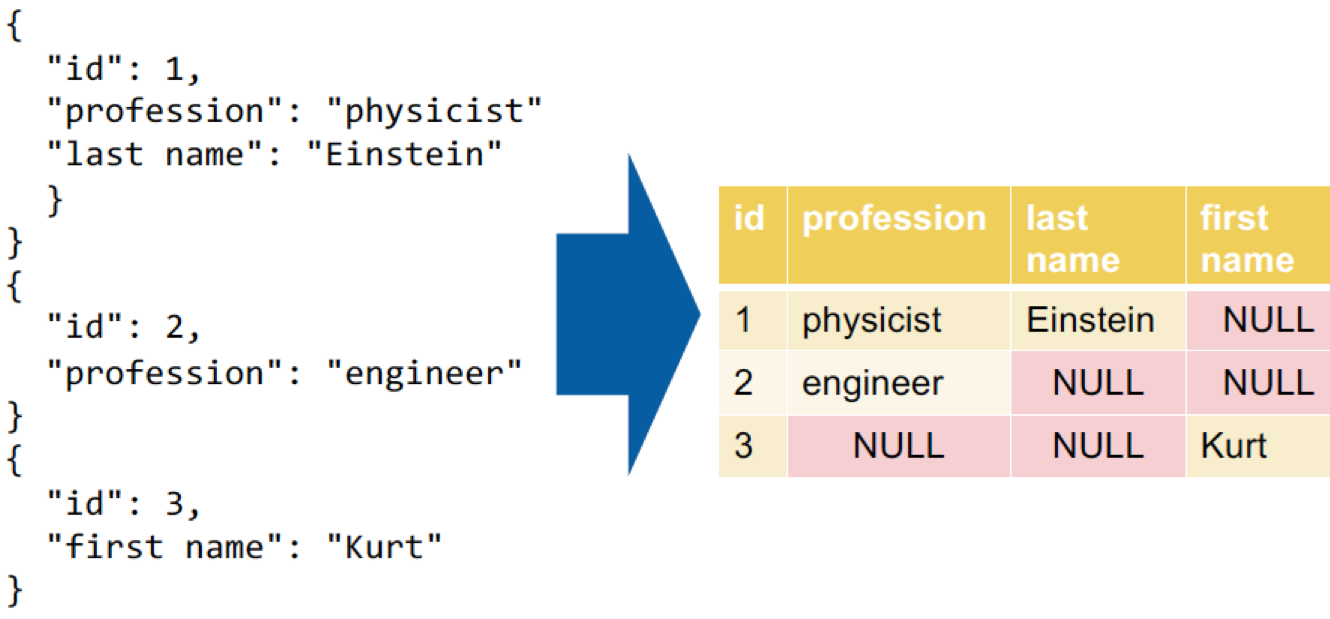 {
"id": 1,
"profession": "physicist"
"last name": "Einstein"
}
}
{
"id": 2,
"profession": "engineer"
}
{
"id": 3,
"first name": "Kurt"
}
id profession last name first name
1 physicist Einstein NULL
2 engineer NULL NULL
3 NULL NULL Kurt